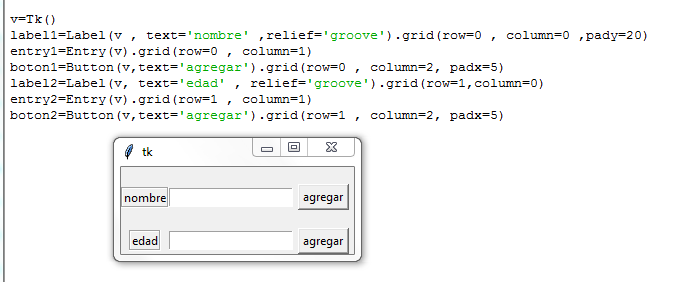 v=Tk()
label1=Label(v , text='nombre' ,relief='groove').grid(row=0 , column=0 ,pady=20)
entry1=Entry(v).grid(row=0 , column=1)
boton1=Button(v,text='agregar').grid(row=0 , column=2, padx=5)
label2=Label(v, text='edad' , relief='groove').grid(row=1,column=0)
entry2=Entry(v).grid(row=1 , column=1)
boton2=Button(v,text='agregar').grid(row=1 , column=2, padx=5)
tk
nombre agregar
edad agregar